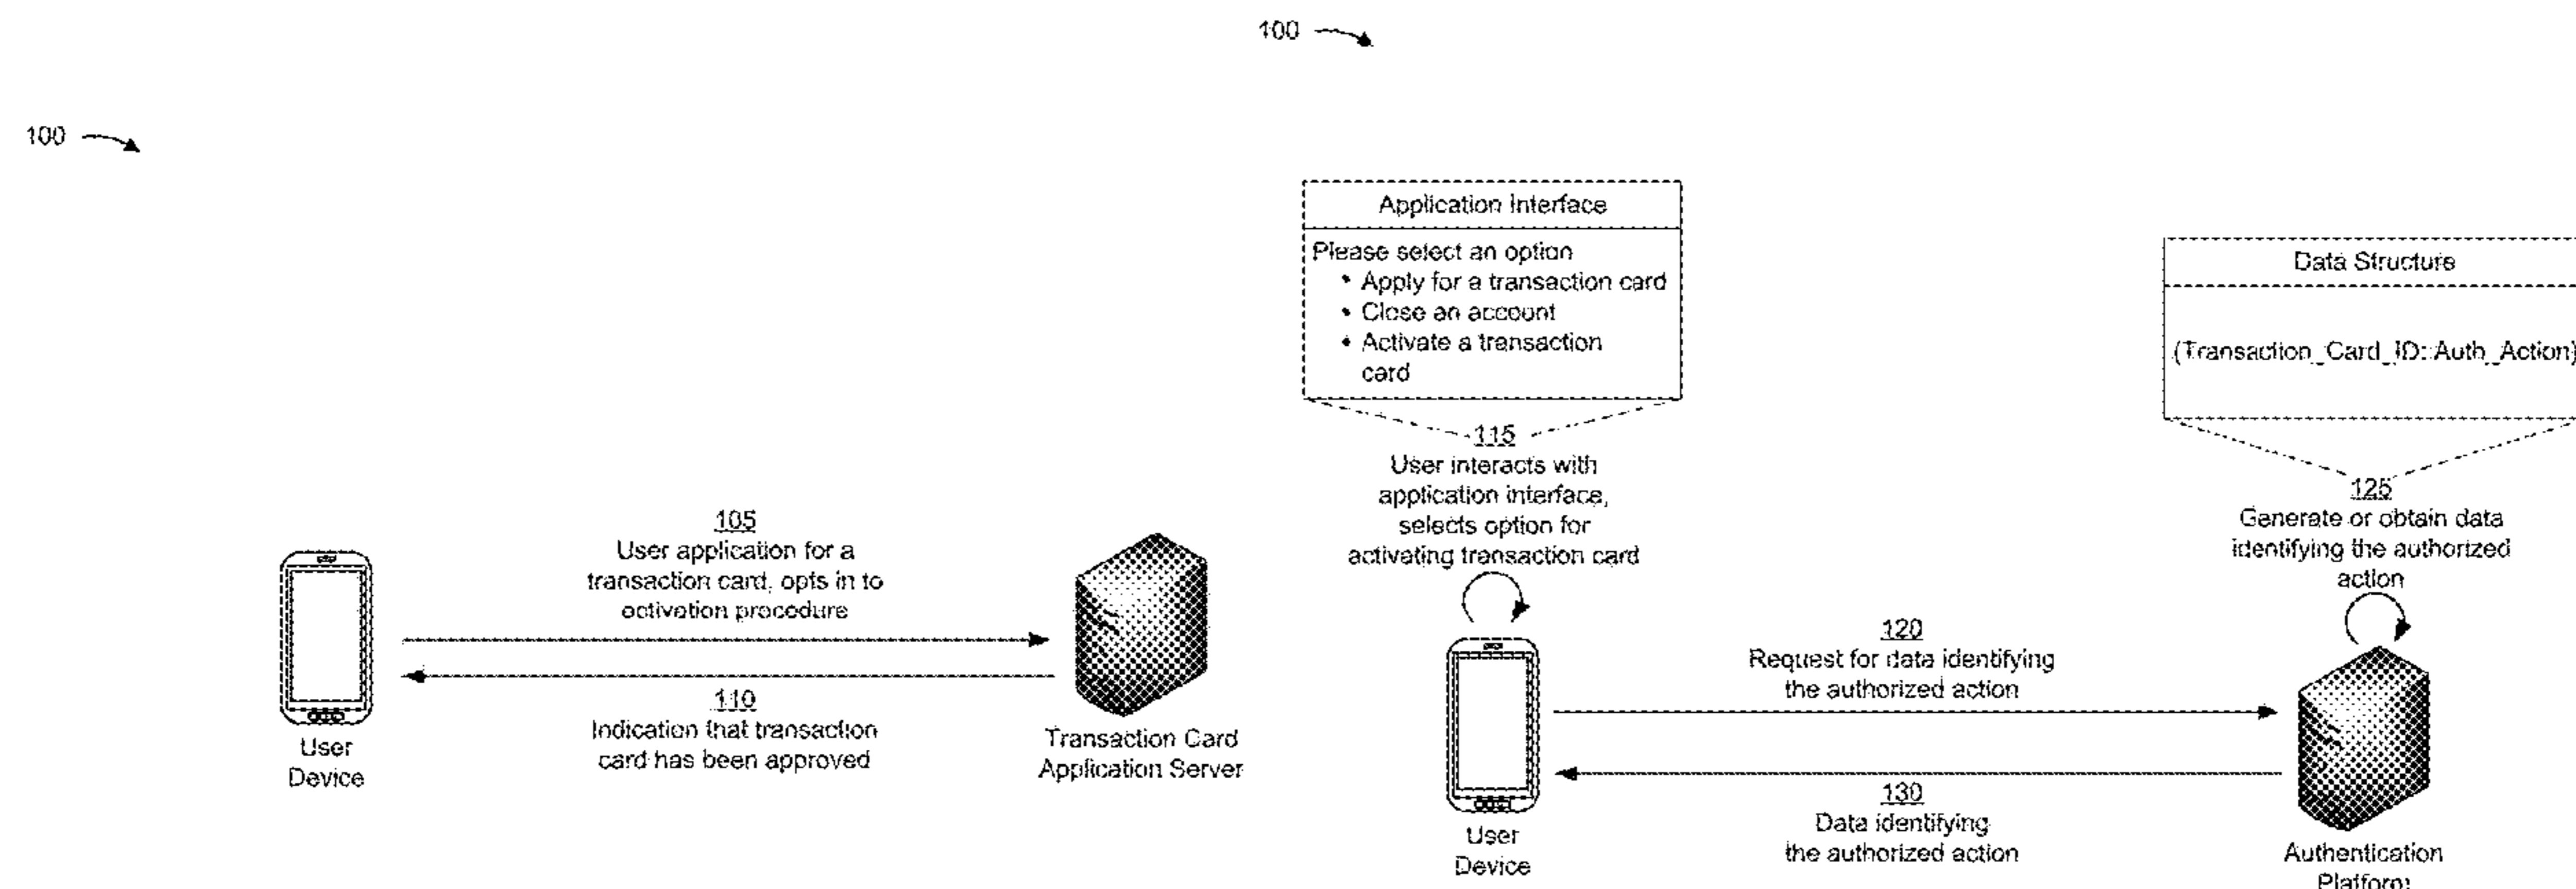 100
105
User application for a
transaction card, opts in to
activation procedure
110
Indication that transaction
card has been approved
User
Device
Transaction Card
Application Server
100
Application Interface
Please select an option
• Apply for a transaction card
• Close an account
• Activate a transaction
card
115
User interacts with
application interface,
selects option for
activating transaction card
Data Structure
(Transaction_Card_ID::Auth_Action)
125
Generate or obtain data
identifying the authorized
action
120
Request for data identifying
the authorized action
130
Data identifying
the authorized action
User
Device
Authentication
Platform